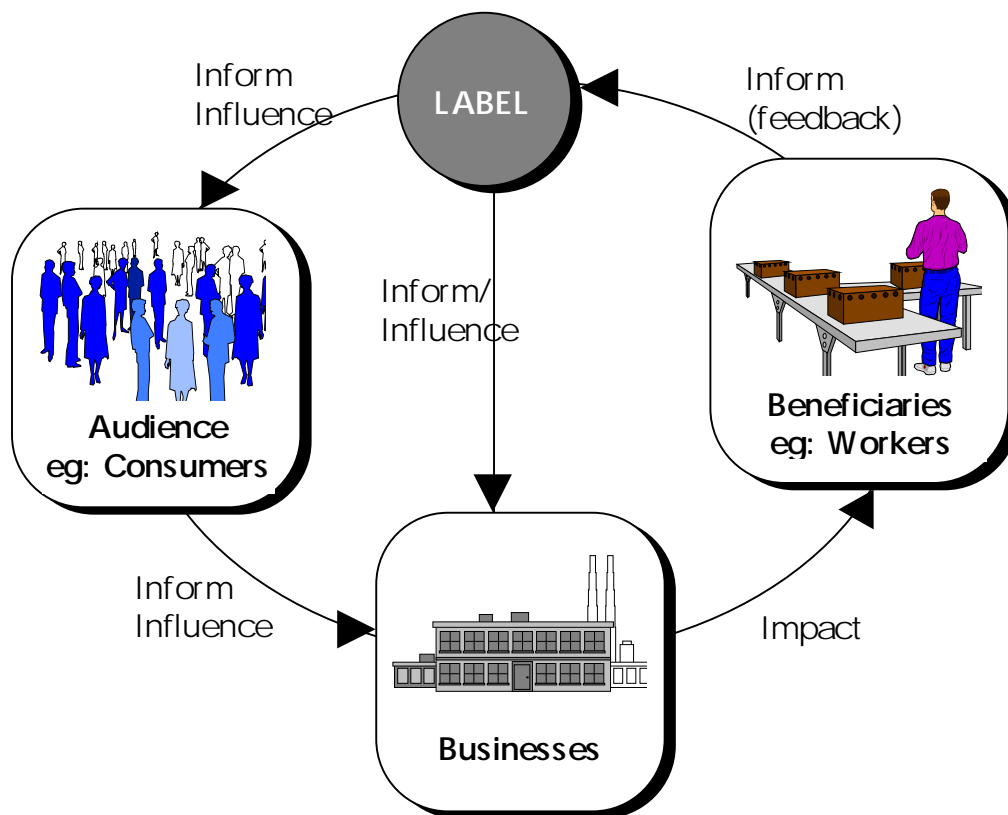 LABEL
Inform
Influence
Inform
(feedback)
Inform/
Influence
Audience
eg: Consumers
Beneficiaries
eg: Workers
Inform
Influence
Impact
Businesses